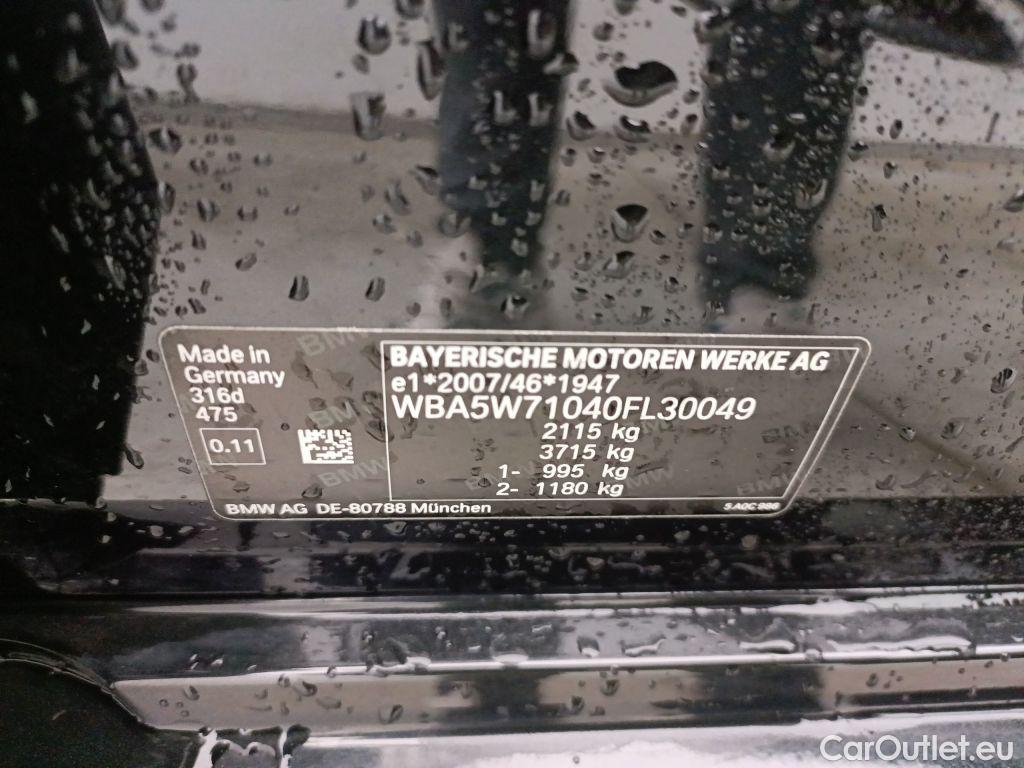 Made in
Germany
316d
475
0.11
BAYERISCHE MOTOREN WERKE AG
e1*2007/46*1947
WBA5W71040FL30049
2115 kg
3715 kg
1- 995 kg
2- 1180 kg
BMW AG DE-80788 München
CarOutlet.eu